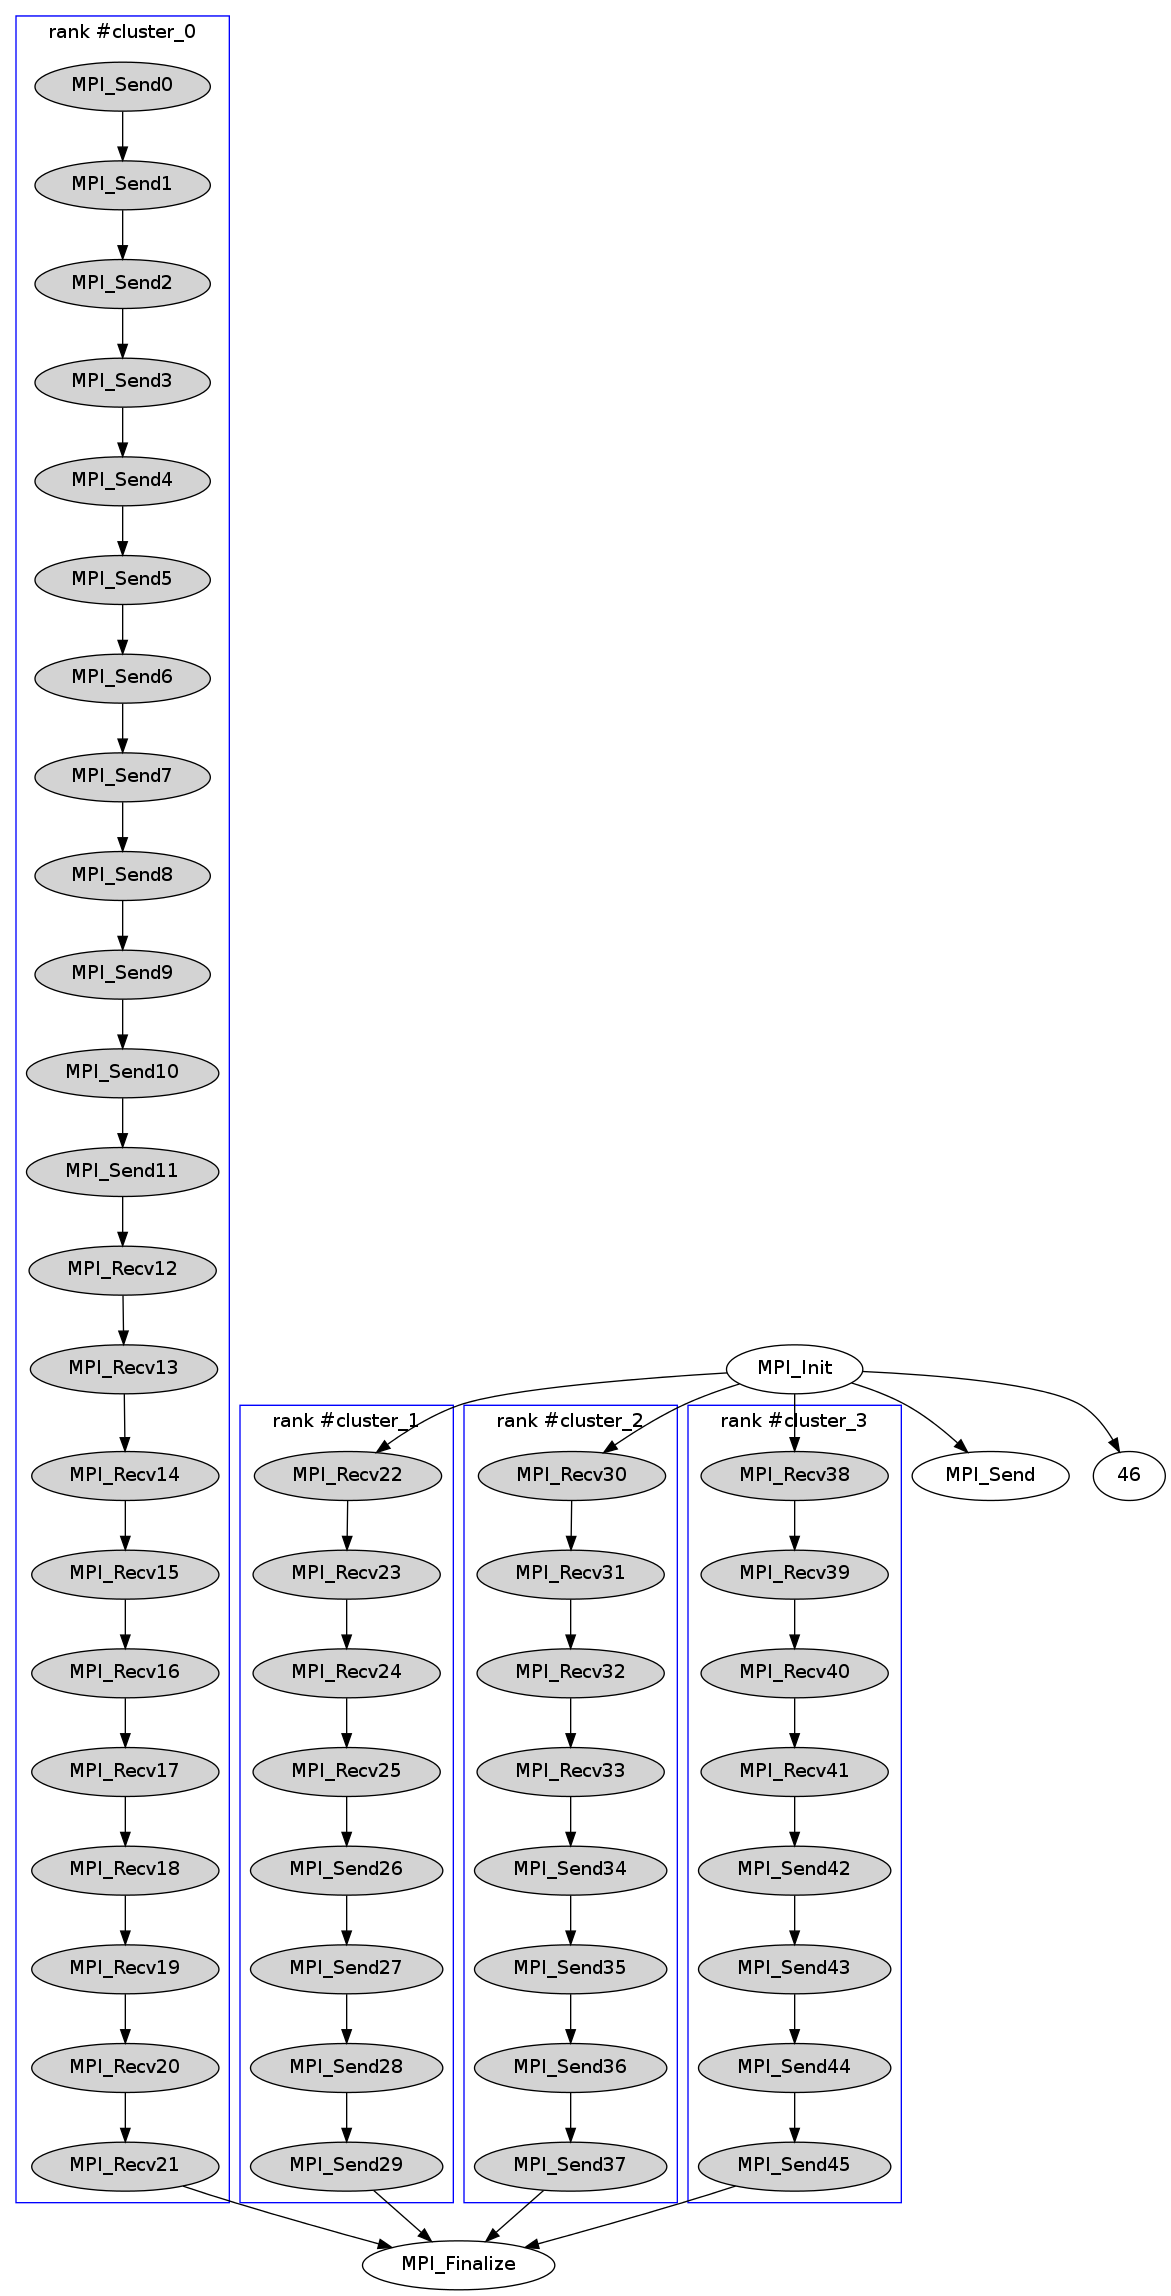 rank #cluster_0
MPI_Send0
MPI_Send1
MPI_Send2
MPI_Send3
MPI_Send4
MPI_Send5
MPI_Send6
MPI_Send7
MPI_Send8
MPI_Send9
MPI_Send10
MPI_Send11
MPI_Recv12
MPI_Recv13
MPI_Recv14
MPI_Recv15
MPI_Recv16
MPI_Recv17
MPI_Recv18
MPI_Recv19
MPI_Recv20
MPI_Recv21
MPI_Init
rank #cluster_1
MPI_Recv22
MPI_Recv23
MPI_Recv24
MPI_Recv25
MPI_Send26
MPI_Send27
MPI_Send28
MPI_Send29
rank #cluster_2
MPI_Recv30
MPI_Recv31
MPI_Recv32
MPI_Recv33
MPI_Send34
MPI_Send35
MPI_Send36
MPI_Send37
rank #cluster_3
MPI_Recv38
MPI_Recv39
MPI_Recv40
MPI_Recv41
MPI_Send42
MPI_Send43
MPI_Send44
MPI_Send45
MPI_Send
46
MPI_Finalize